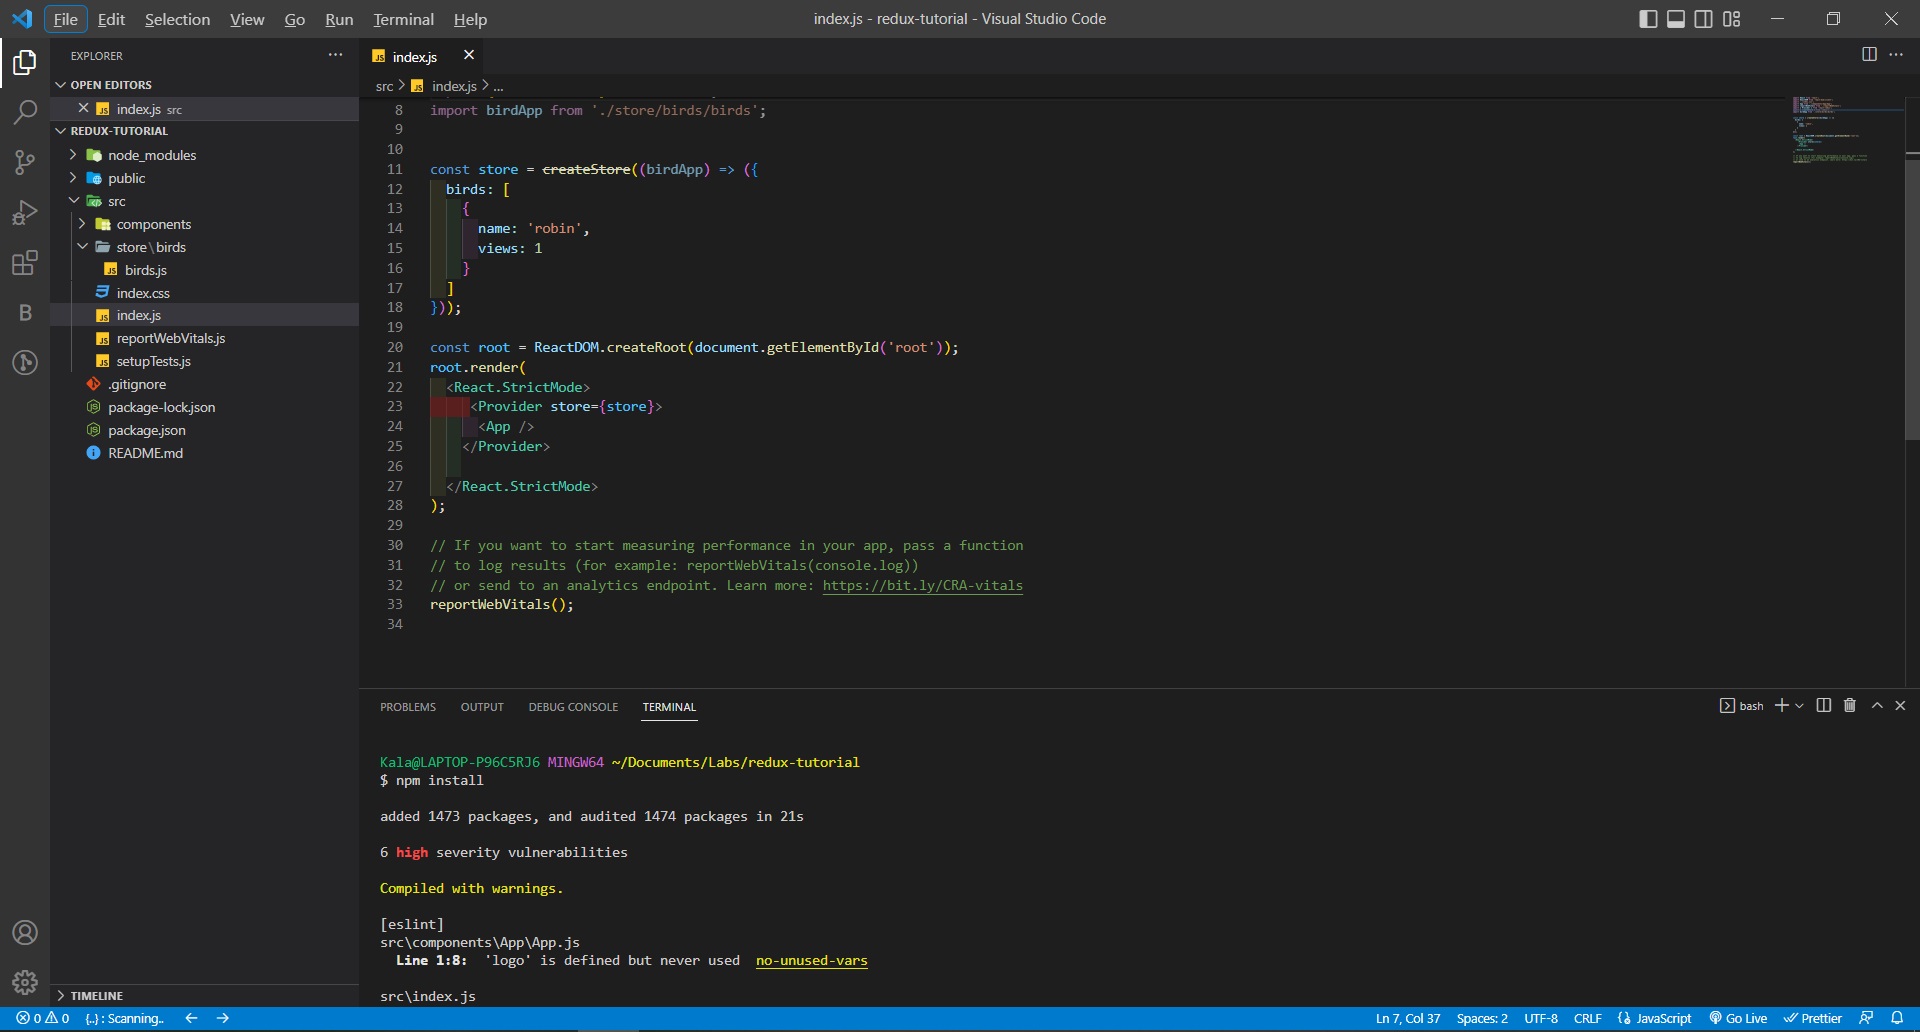 File Edit Selection View Go Run Terminal Help
index.js - redux-tutorial - Visual Studio Code
EXPLORER
OPEN EDITORS
index.js src
REDUX-TUTORIAL
node_modules
public
src
components
store\birds
birds.js
index.css
index.js
reportWebVitals.js
setupTests.js
.gitignore
package-lock.json
package.json
README.md
TIMELINE
index.js
src > index.js > ...
8 import birdApp from './store/birds/birds';
9
10
11 const store = createStore((birdApp) => ({
12 birds: [
13 {
14 name: 'robin',
15 views: 1
16 }
17 ]
18 }));
19
20 const root = ReactDOM.createRoot(document.getElementById('root'));
21 root.render(
22 <React.StrictMode>
23 <Provider store={store}>
24 <App />
25 </Provider>
26
27 </React.StrictMode>
28 );
29
30 // If you want to start measuring performance in your app, pass a function
31 // to log results (for example: reportWebVitals(console.log))
32 // or send to an analytics endpoint. Learn more: https://bit.ly/CRA-vitals
33 reportWebVitals();
34
PROBLEMS OUTPUT DEBUG CONSOLE TERMINAL
bash
Kala@LAPTOP-P96C5RJ6 MINGW64 ~/Documents/Labs/redux-tutorial
$ npm install
added 1473 packages, and audited 1474 packages in 21s
6 high severity vulnerabilities
Compiled with warnings.
[eslint]
src\components\App\App.js
Line 1:8: 'logo' is defined but never used no-unused-vars
src\index.js
0 0 {..} : Scanning.. Ln 7, Col 37 Spaces: 2 UTF-8 CRLF {} JavaScript Go Live Prettier